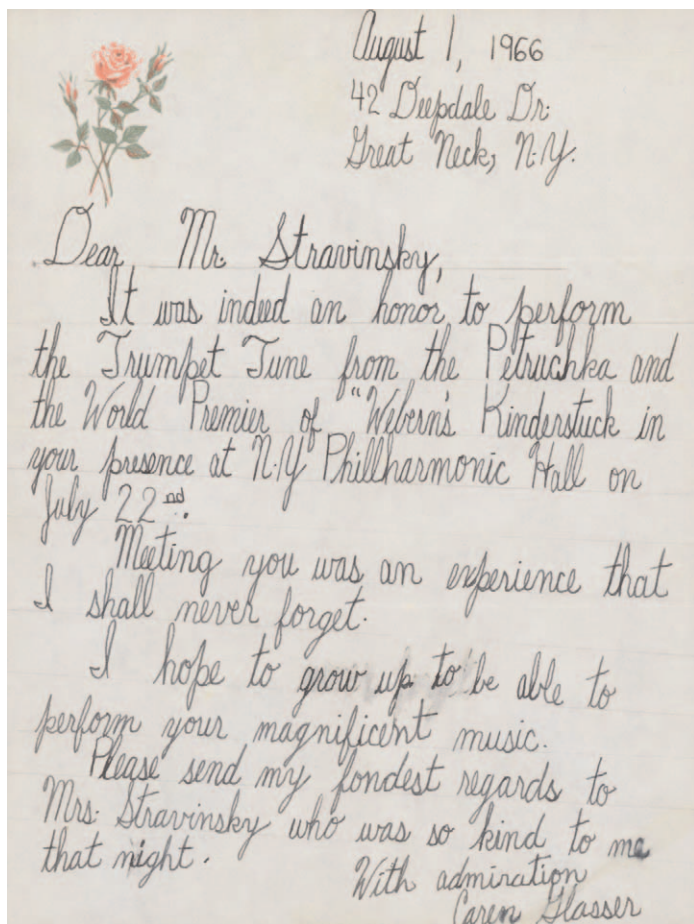 August 1, 1966
42 Deepdale Dr.
Great Neck, N.Y.
Dear Mr. Stravinsky,
It was indeed an honor to perform
the Trumpet Tune from the Petruchka and
the World Premier of "Webern's Kinderstuck in
your presence at N.Y Phillharmonic Hall on
July 22nd.
Meeting you was an experience that
I shall never forget.
I hope to grow up to be able to
perform your magnificent music.
Please send my fondest regards to
Mrs. Stravinsky who was so kind to me
that night.
With admiration
Caren Glasser